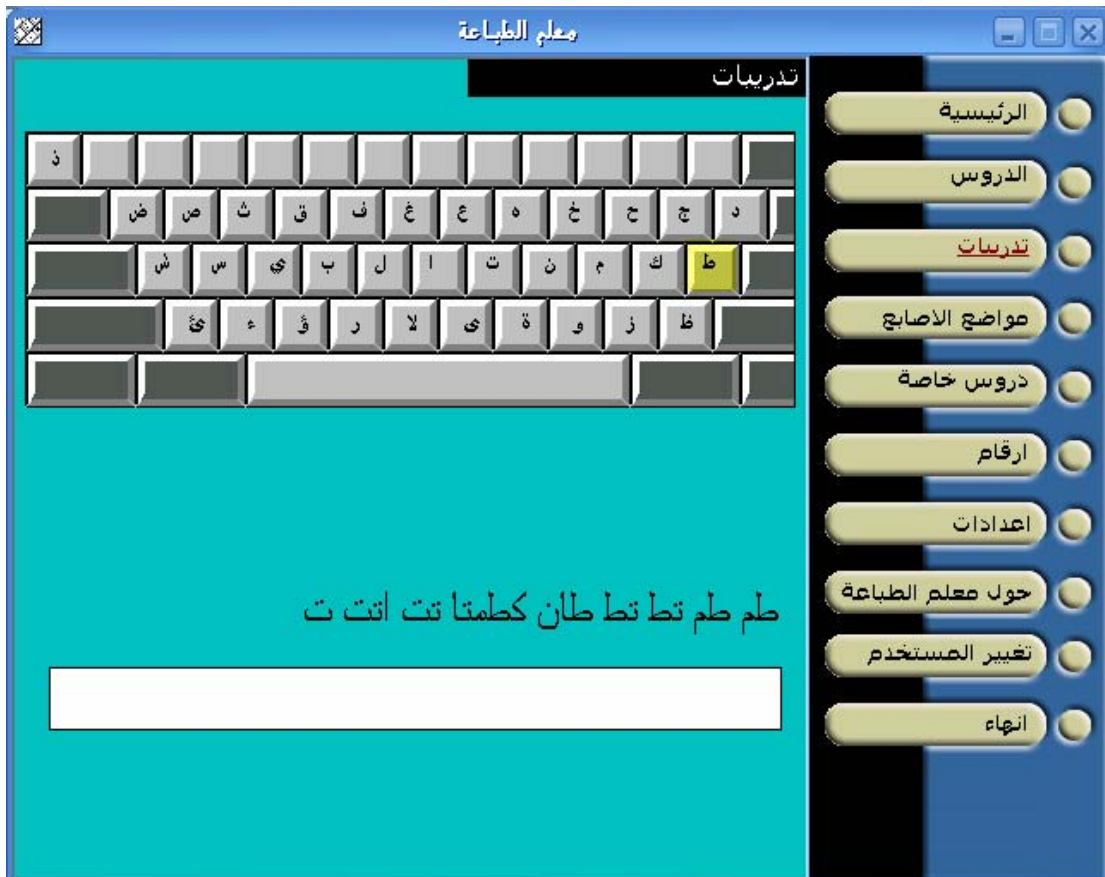 معلم الطباعة
تدريبات
ذ
ض ص ث ق ف غ ع ه خ ح ج د
ش س ي ب ل ا ت ن م ك ط
ئ ء ؤ ر لا ى ة و ز ظ
طم طم تط تط طان كطمتا تت اتت ت
الرئيسية
الدروس
تدريبات
مواضع الاصابع
دروس خاصة
ارقام
اعدادات
حول معلم الطباعة
تغيير المستخدم
انهاء